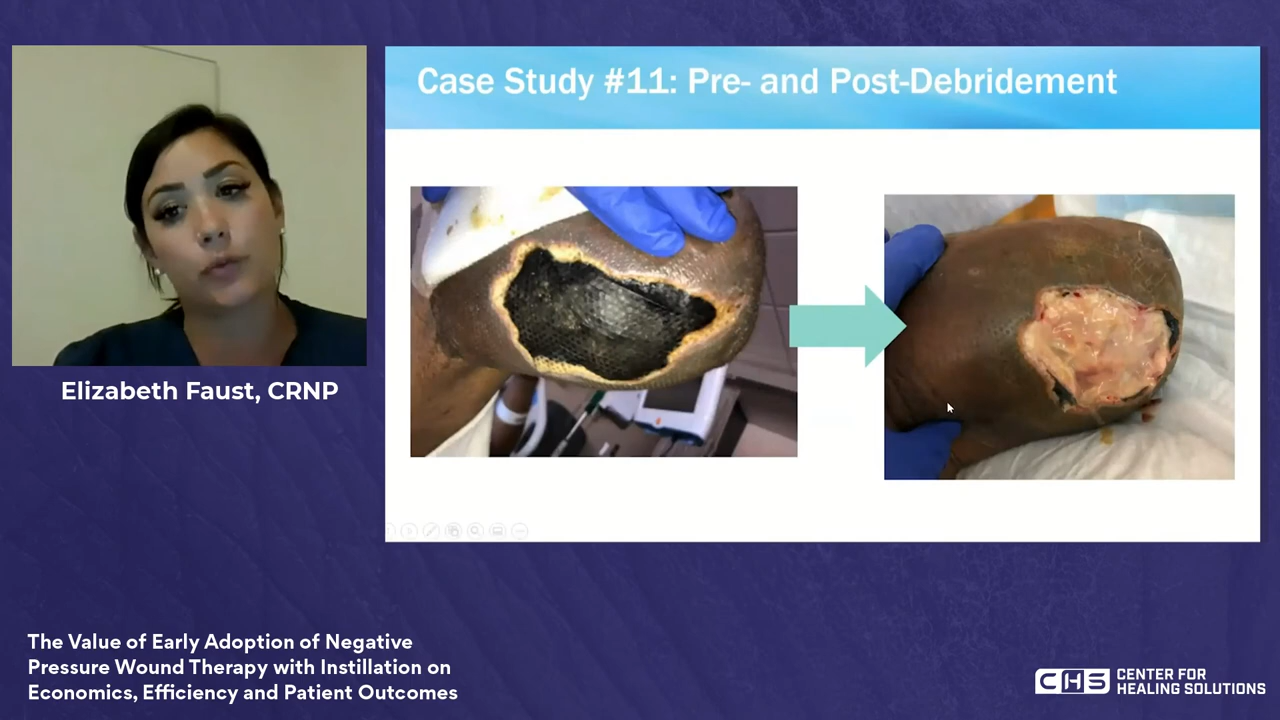 Case Study #11: Pre- and Post-Debridement
Elizabeth Faust, CRNP
The Value of Early Adoption of Negative
Pressure Wound Therapy with Instillation on
Economics, Efficiency and Patient Outcomes
CHS
CENTER FOR
HEALING SOLUTIONS